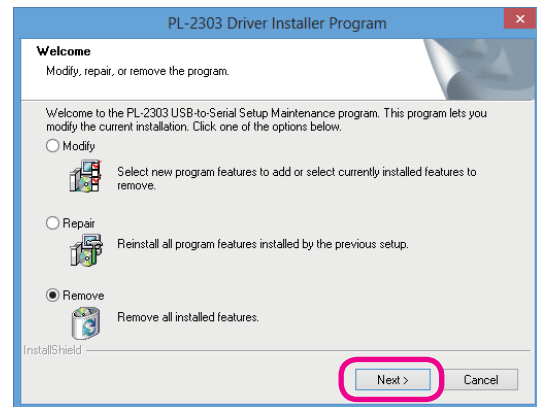 PL-2303 Driver Installer Program
Welcome
Modify, repair, or remove the program.
Welcome to the PL-2303 USB-to-Serial Setup Maintenance program. This program lets you
modify the current installation. Click one of the options below.
Modify
Select new program features to add or select currently installed features to
remove.
Repair
Reinstall all program features installed by the previous setup.
Remove
Remove all installed features.
InstallShield
Next >
Cancel